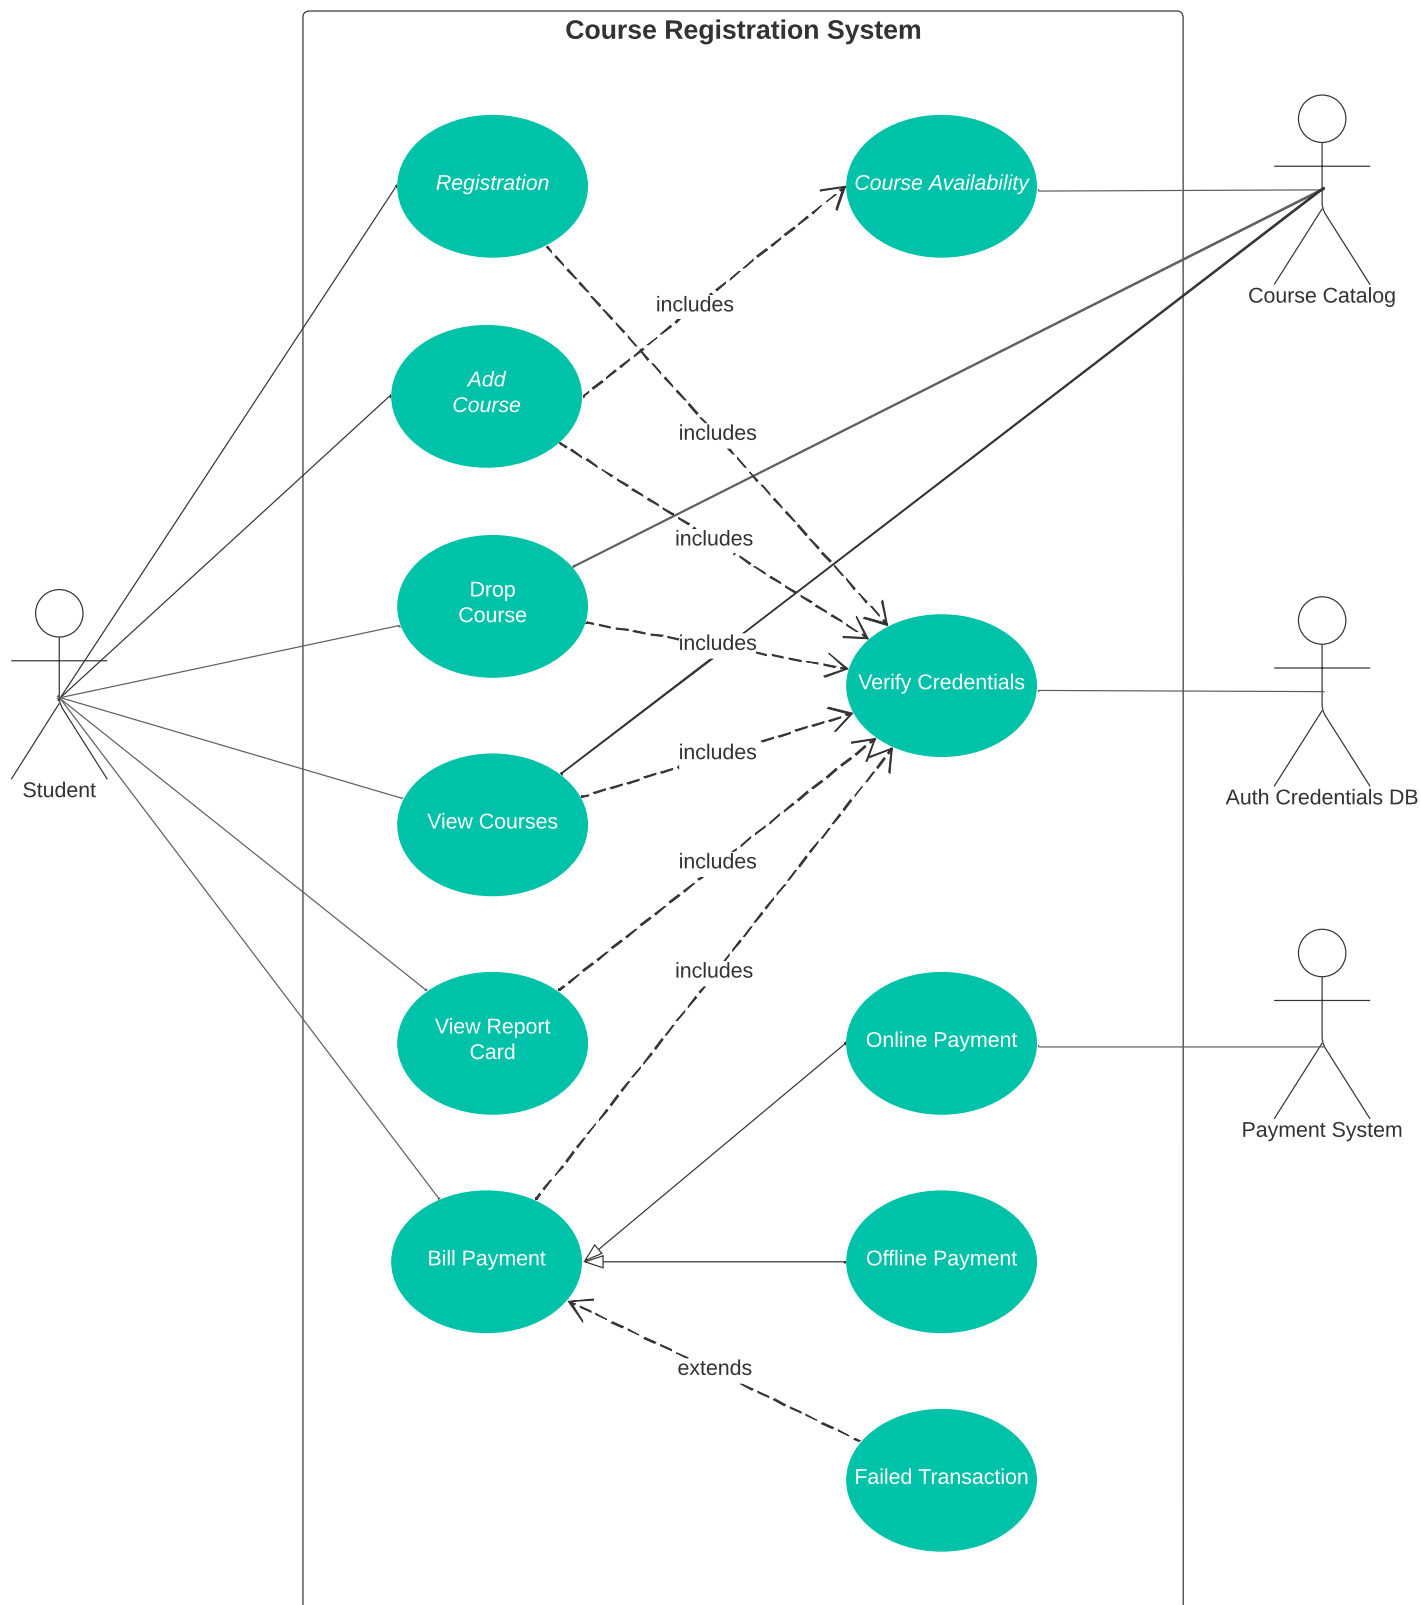 Course Registration System
Registration
Course Availability
Course Catalog
includes
Add
Course
includes
includes
Drop
Course
includes
Verify Credentials
Student
Auth Credentials DB
View Courses
includes
includes
View Report
Card
includes
Online Payment
Payment System
Bill Payment
Offline Payment
extends
Failed Transaction